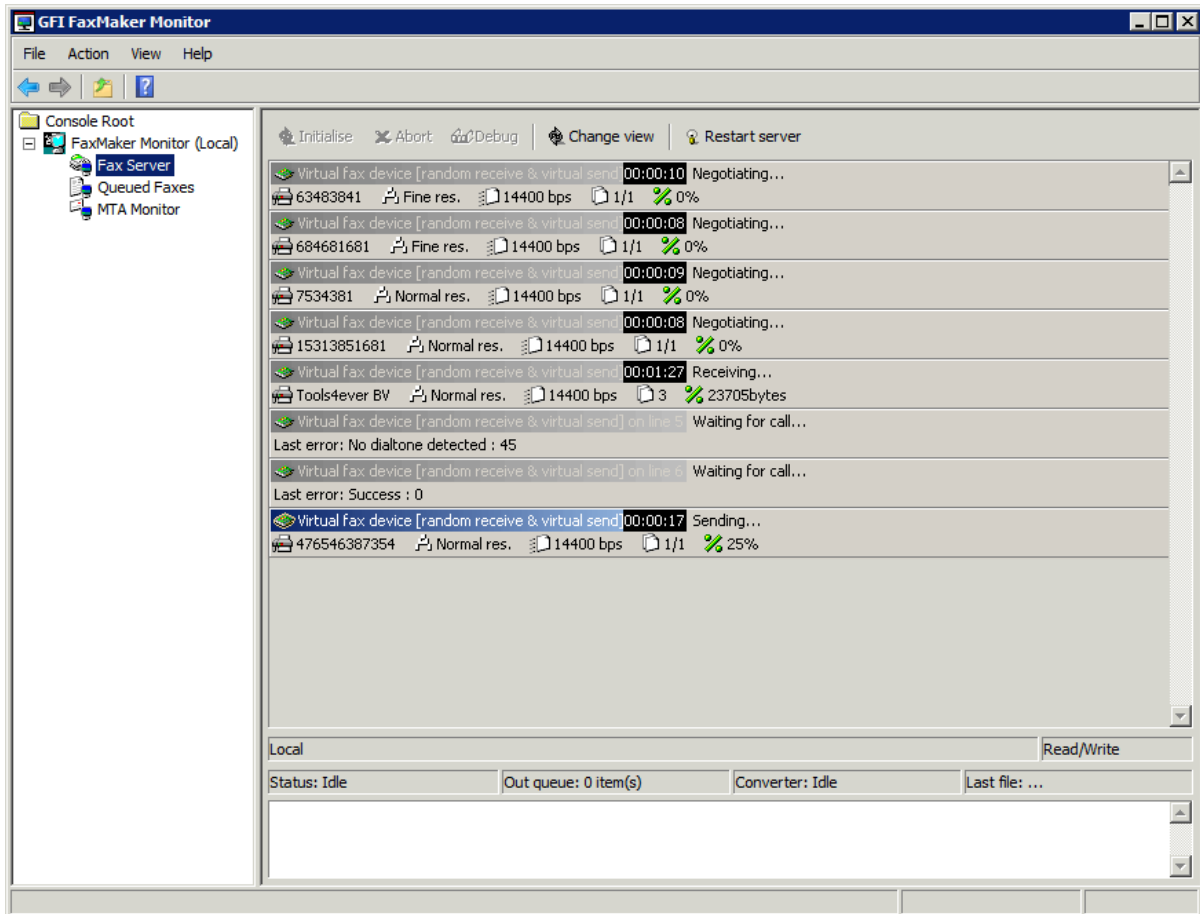 GFI FaxMaker Monitor
File Action View Help
Console Root
FaxMaker Monitor (Local)
Fax Server
Queued Faxes
MTA Monitor
Initialise Abort Debug Change view Restart server
Virtual fax device [random receive & virtual send 00:00:10 Negotiating...
63483841 Fine res. 14400 bps 1/1 0%
Virtual fax device [random receive & virtual send 00:00:08 Negotiating...
684681681 Fine res. 14400 bps 1/1 0%
Virtual fax device [random receive & virtual send 00:00:09 Negotiating...
7534381 Normal res. 14400 bps 1/1 0%
Virtual fax device [random receive & virtual send 00:00:08 Negotiating...
15313851681 Normal res. 14400 bps 1/1 0%
Virtual fax device [random receive & virtual send 00:01:27 Receiving...
Tools4ever BV Normal res. 14400 bps 3 23705bytes
Virtual fax device [random receive & virtual send] on line 5 Waiting for call...
Last error: No dialtone detected : 45
Virtual fax device [random receive & virtual send] on line 6 Waiting for call...
Last error: Success : 0
Virtual fax device [random receive & virtual send] 00:00:17 Sending...
476546387354 Normal res. 14400 bps 1/1 25%
Local Read/Write
Status: Idle Out queue: 0 item(s) Converter: Idle Last file: ...